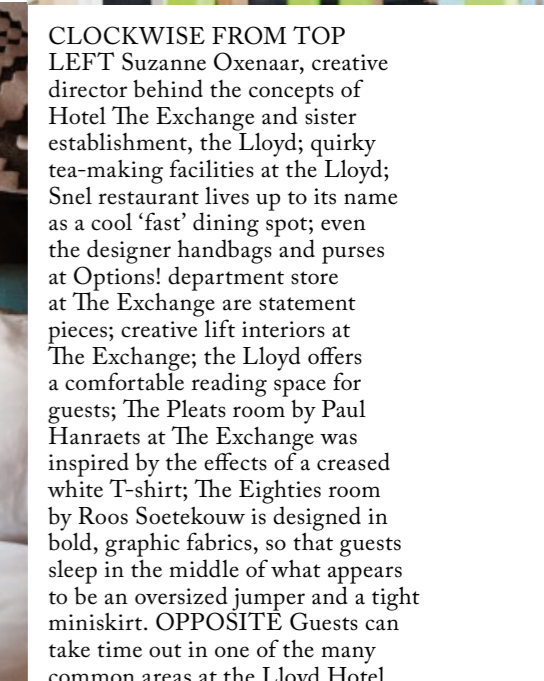 CLOCKWISE FROM TOP
LEFT Suzanne Oxenaar, creative
director behind the concepts of
Hotel The Exchange and sister
establishment, the Lloyd; quirky
tea-making facilities at the Lloyd;
Snel restaurant lives up to its name
as a cool ‘fast’ dining spot; even
the designer handbags and purses
at Options! department store
at The Exchange are statement
pieces; creative lift interiors at
The Exchange; the Lloyd offers
a comfortable reading space for
guests; The Pleats room by Paul
Hanraets at The Exchange was
inspired by the effects of a creased
white T-shirt; The Eighties room
by Roos Soetekouw is designed in
bold, graphic fabrics, so that guests
sleep in the middle of what appears
to be an oversized jumper and a tight
miniskirt. OPPOSITE Guests can
take time out in one of the many
common areas at the Lloyd Hotel